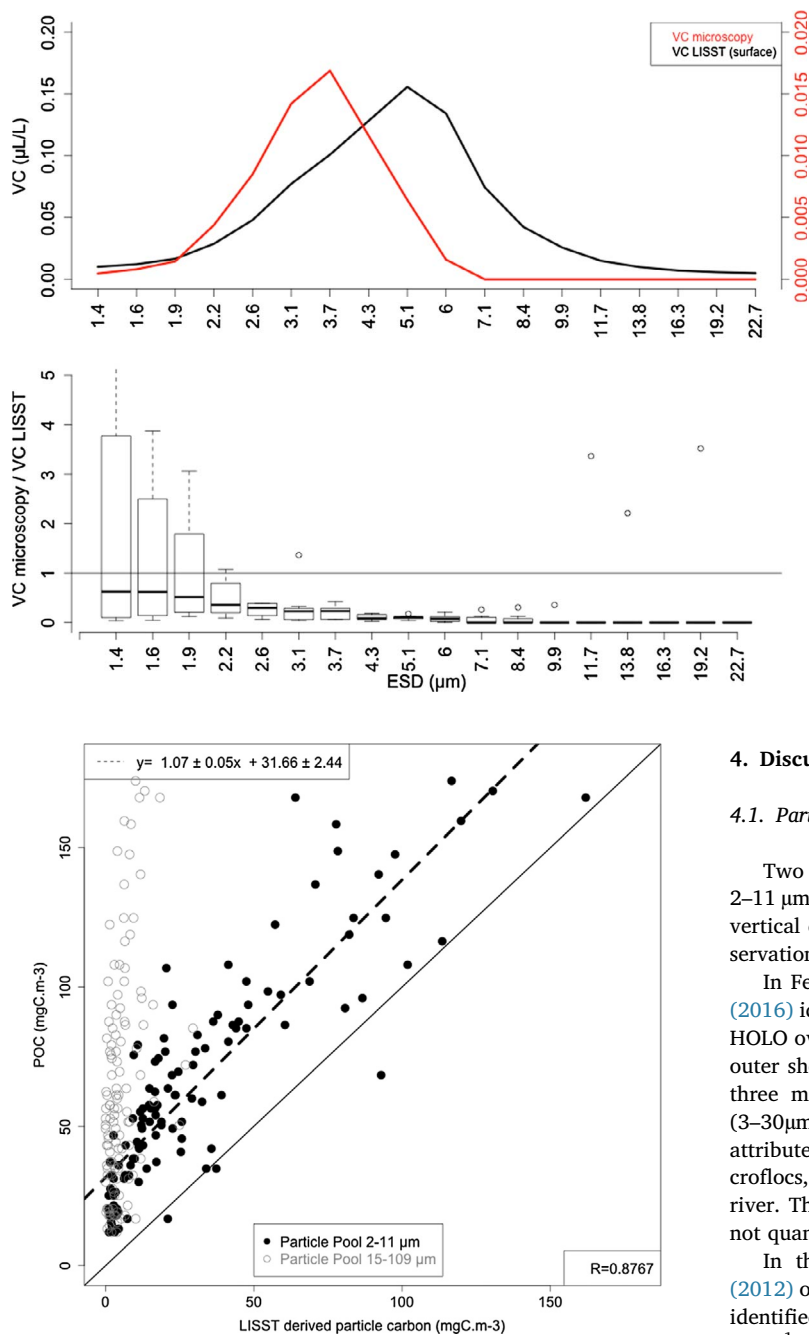 VC microscopy
VC LISST (surface)
VC (µL/L)
0.20
0.15
0.10
0.05
0.00
0.020
0.015
0.010
0.005
0.000
1.4 1.6 1.9 2.2 2.6 3.1 3.7 4.3 5.1 6 7.1 8.4 9.9 11.7 13.8 16.3 19.2 22.7
VC microscopy / VC LISST
5
4
3
2
1
0
1.4 1.6 1.9 2.2 2.6 3.1 3.7 4.3 5.1 6 7.1 8.4 9.9 11.7 13.8 16.3 19.2 22.7
ESD (µm)
y= 1.07 ± 0.05x + 31.66 ± 2.44
POC (mgC.m-3)
150
100
50
0
Particle Pool 2-11 µm
Particle Pool 15-109 µm
R=0.8767
0 50 100 150
LISST derived particle carbon (mgC.m-3)
4. Discu
4.1. Part
Two
2–11 µm
vertical
servation
In Fe
(2016) i
HOLO ov
outer sh
three m
(3–30µm
attribute
croflocs,
river. Th
not quan
In th
(2012) o
identified